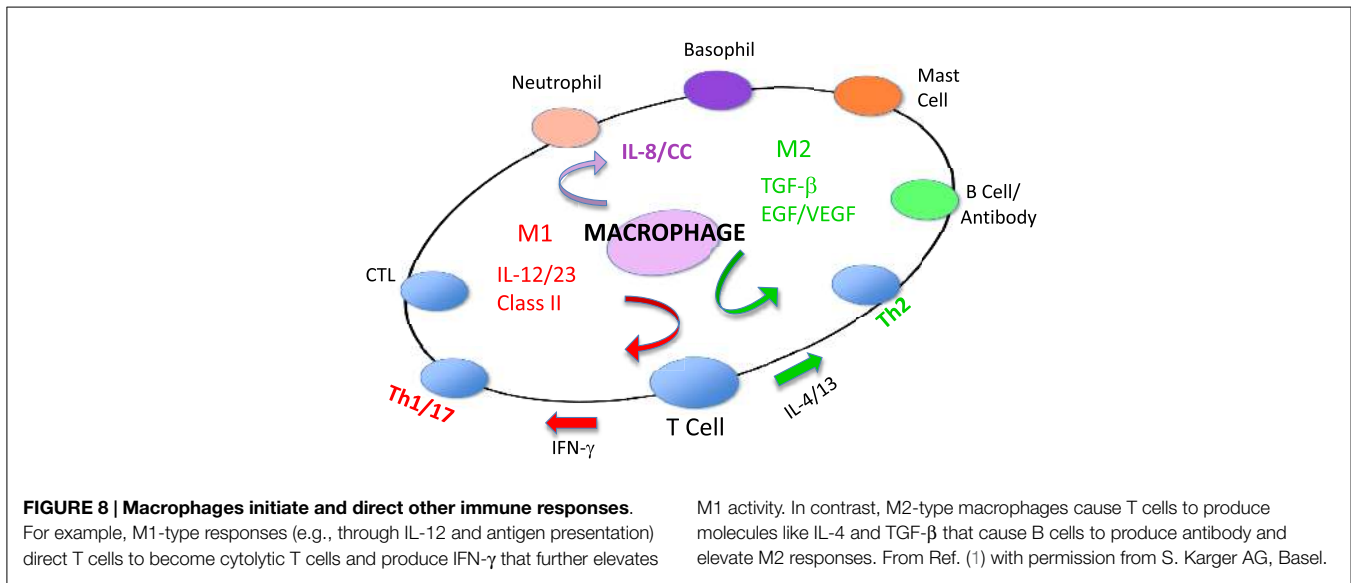 Basophil
Mast
Cell
Neutrophil
IL-8/CC
M2
TGF-β
EGF/VEGF
B Cell/
Antibody
M1
MACROPHAGE
IL-12/23
Class II
CTL
Th2
Th1/17
IL-4/13
T Cell
IFN-γ
FIGURE 8 | Macrophages initiate and direct other immune responses.
For example, M1-type responses (e.g., through IL-12 and antigen presentation)
direct T cells to become cytolytic T cells and produce IFN-γ that further elevates
M1 activity. In contrast, M2-type macrophages cause T cells to produce
molecules like IL-4 and TGF-β that cause B cells to produce antibody and
elevate M2 responses. From Ref. (1) with permission from S. Karger AG, Basel.